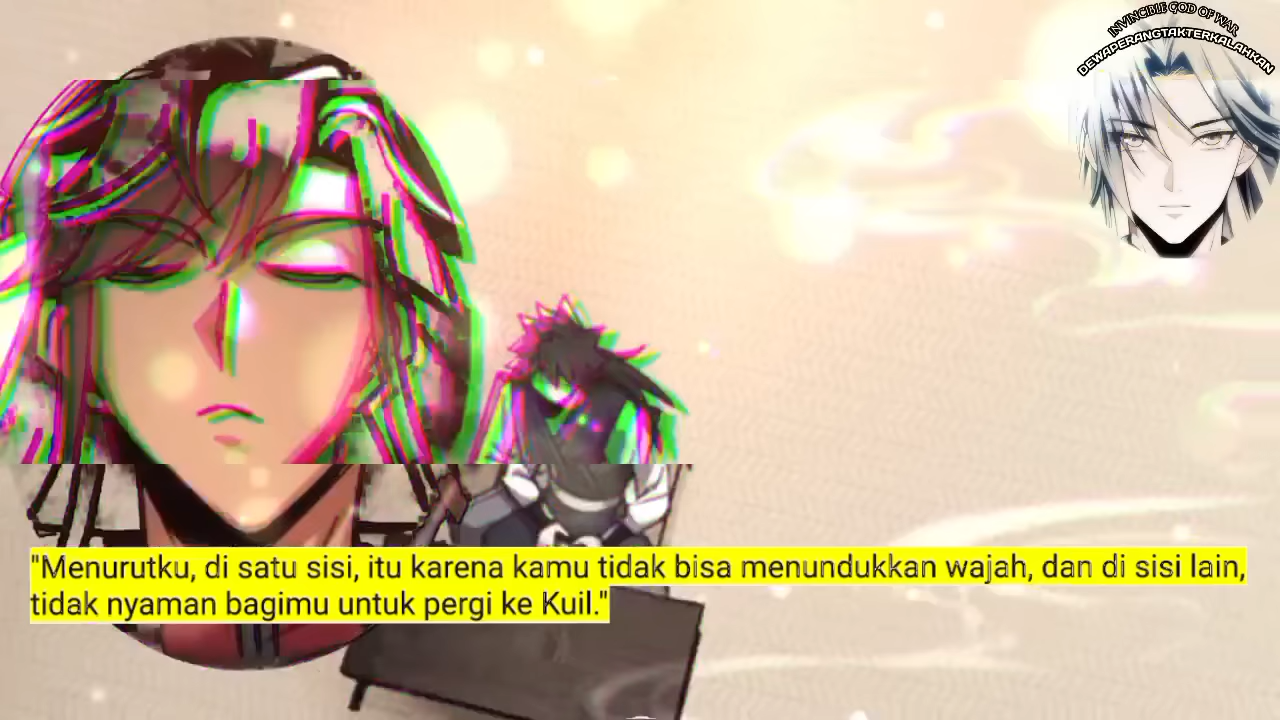 INVINCIBLE GOD OF WAR
DEWAPERANGTAKTERKALAHKAN
"Menurutku, di satu sisi, itu karena kamu tidak bisa menundukkan wajah, dan di sisi lain,
tidak nyaman bagimu untuk pergi ke Kuil."